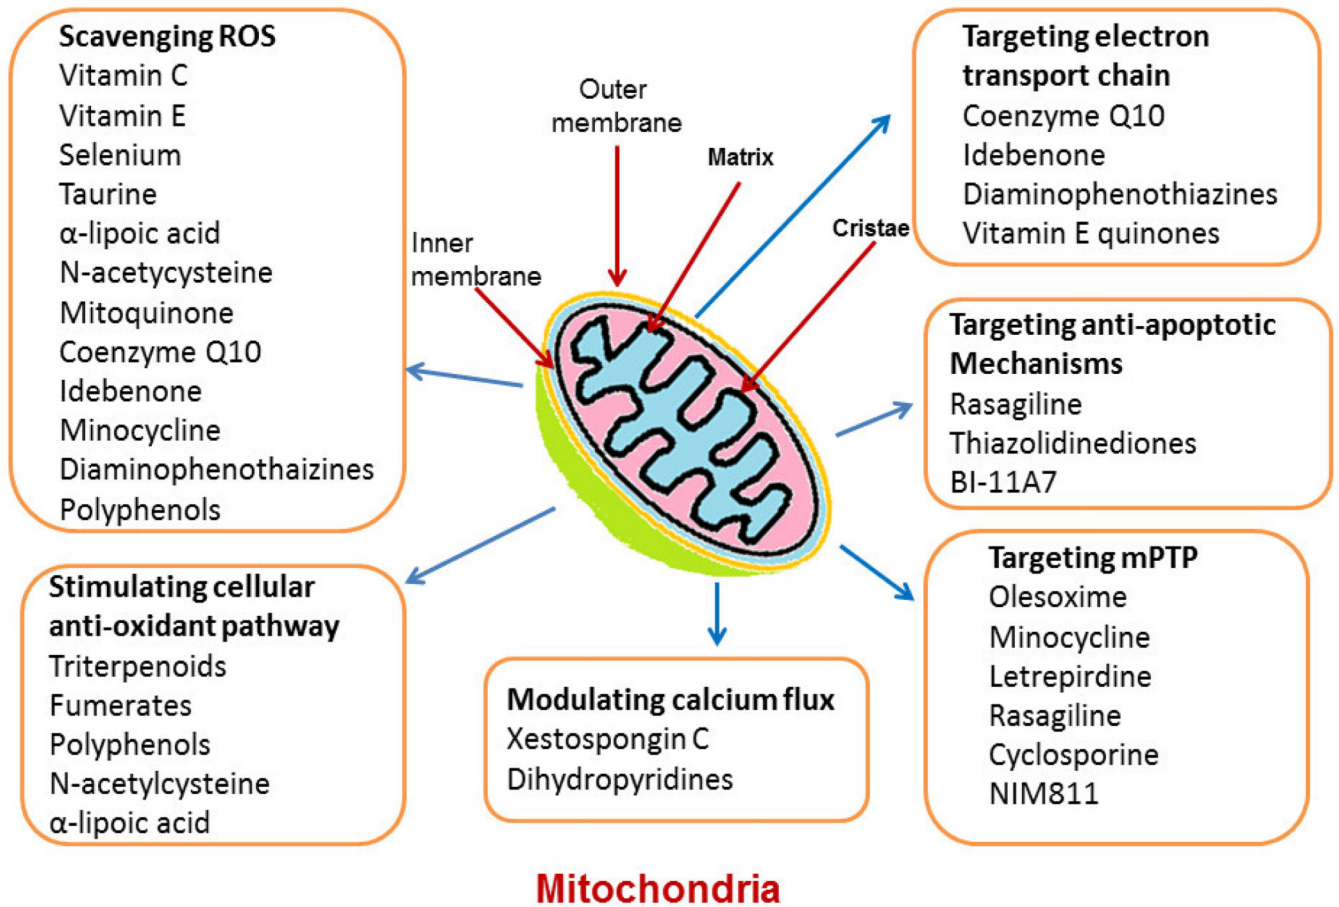 Scavenging ROS
Vitamin C
Vitamin E
Selenium
Taurine
α-lipoic acid
N-acetycysteine
Mitoquinone
Coenzyme Q10
Idebenone
Minocycline
Diaminophenothaizines
Polyphenols
Stimulating cellular
anti-oxidant pathway
Triterpenoids
Fumerates
Polyphenols
N-acetylcysteine
α-lipoic acid
Outer
membrane
Matrix
Cristae
Inner
membrane
Modulating calcium flux
Xestospongin C
Dihydropyridines
Targeting electron
transport chain
Coenzyme Q10
Idebenone
Diaminophenothiazines
Vitamin E quinones
Targeting anti-apoptotic
Mechanisms
Rasagiline
Thiazolidinediones
BI-11A7
Targeting mPTP
Olesoxime
Minocycline
Letrepirdine
Rasagiline
Cyclosporine
NIM811
Mitochondria